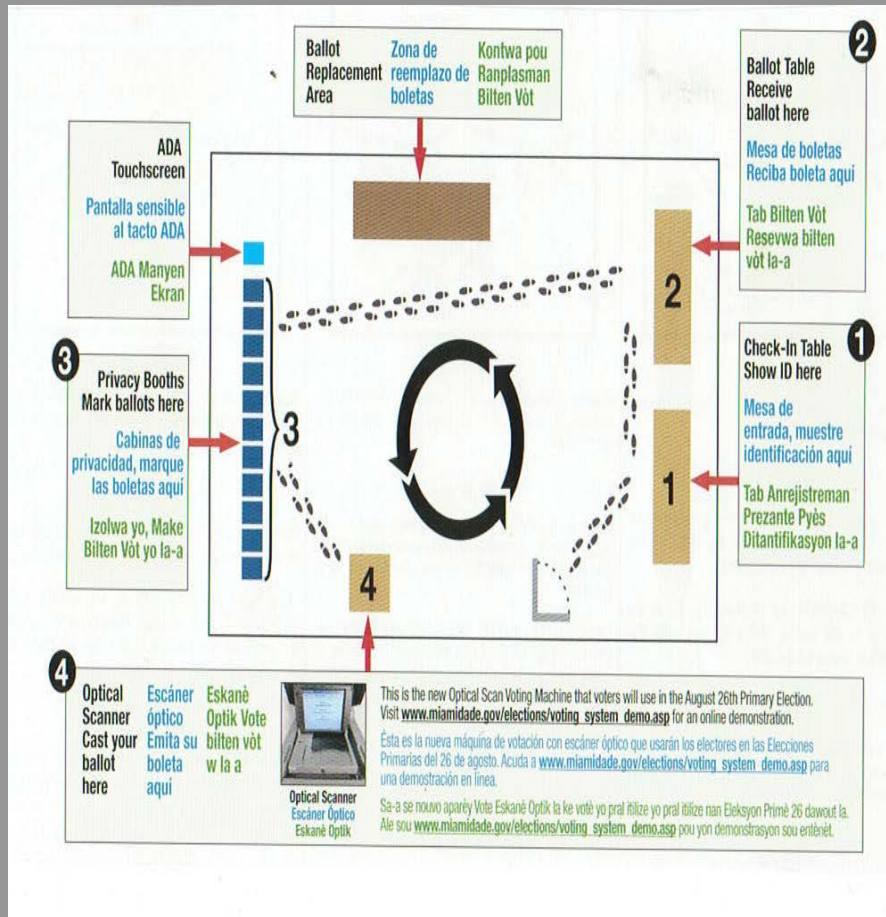 Ballot
Replacement
Area
Zona de
reemplazo de
boletas
Kontwa pou
Ranplasman
Bilten Vòt
2
Ballot Table
Receive
ballot here
Mesa de boletas
Reciba boleta aquí
Tab Bilten Vòt
Resevwa bilten
vòt la-a
ADA
Touchscreen
Pantalla sensible
al tacto ADA
ADA Manyen
Ekran
2
1
Check-In Table
Show ID here
Mesa de
entrada, muestre
identificación aquí
Tab Anrejistreman
Prezante Pyès
Ditantifikasyon la-a
3
Privacy Booths
Mark ballots here
Cabinas de
privacidad, marque
las boletas aquí
Izolwa yo, Make
Bilten Vòt yo la-a
3
1
4
4
Optical
Scanner
Cast your
ballot
here
Escáner
óptico
Emita su
boleta
aquí
Eskanè
Optik Vote
bilten vòt
w la a
Optical Scanner
Escáner Óptico
Eskanè Optik
This is the new Optical Scan Voting Machine that voters will use in the August 26th Primary Election.
Visit www.miamidade.gov/elections/voting_system_demo.asp for an online demonstration.
Ésta es la nueva máquina de votación con escáner óptico que usarán los electores en las Elecciones
Primarias del 26 de agosto. Acuda a www.miamidade.gov/elections/voting_system_demo.asp para
una demostración en línea.
Sa-a se nouvo aparèy Vote Eskanè Optik la ke votè yo pral itilize yo pral itilize nan Eleksyon Primè 26 dawout la.
Ale sou www.miamidade.gov/elections/voting_system_demo.asp pou yon demonstrasyon sou entènèt.